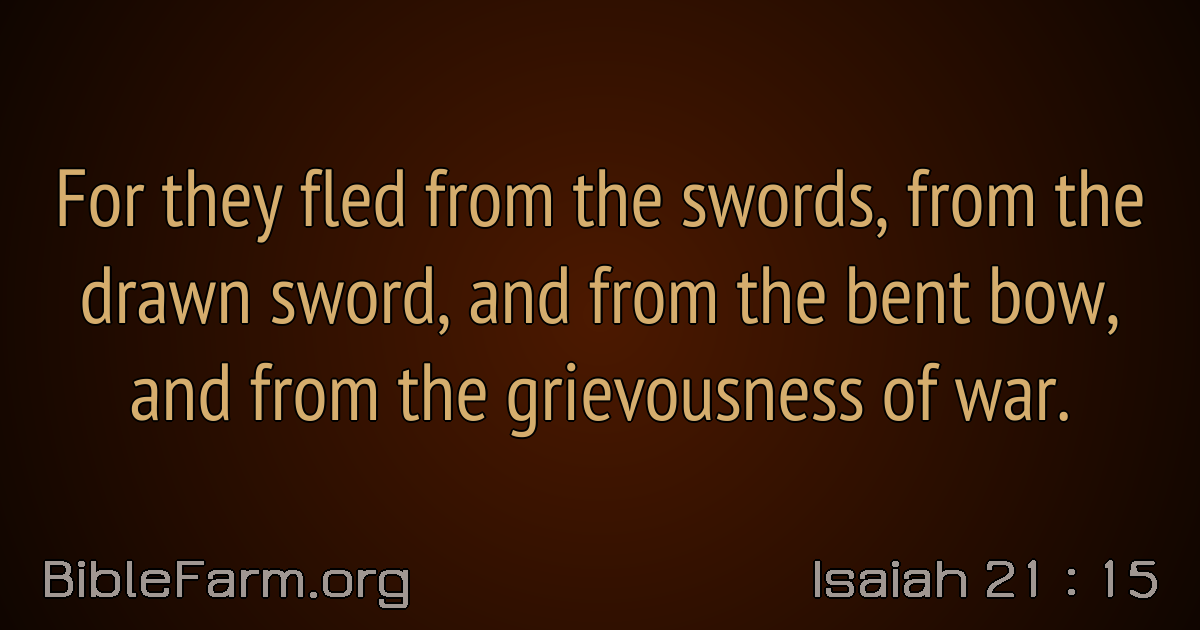 For they fled from the swords, from the
drawn sword, and from the bent bow,
and from the grievousness of war.
BibleFarm.org
Isaiah 21 : 15